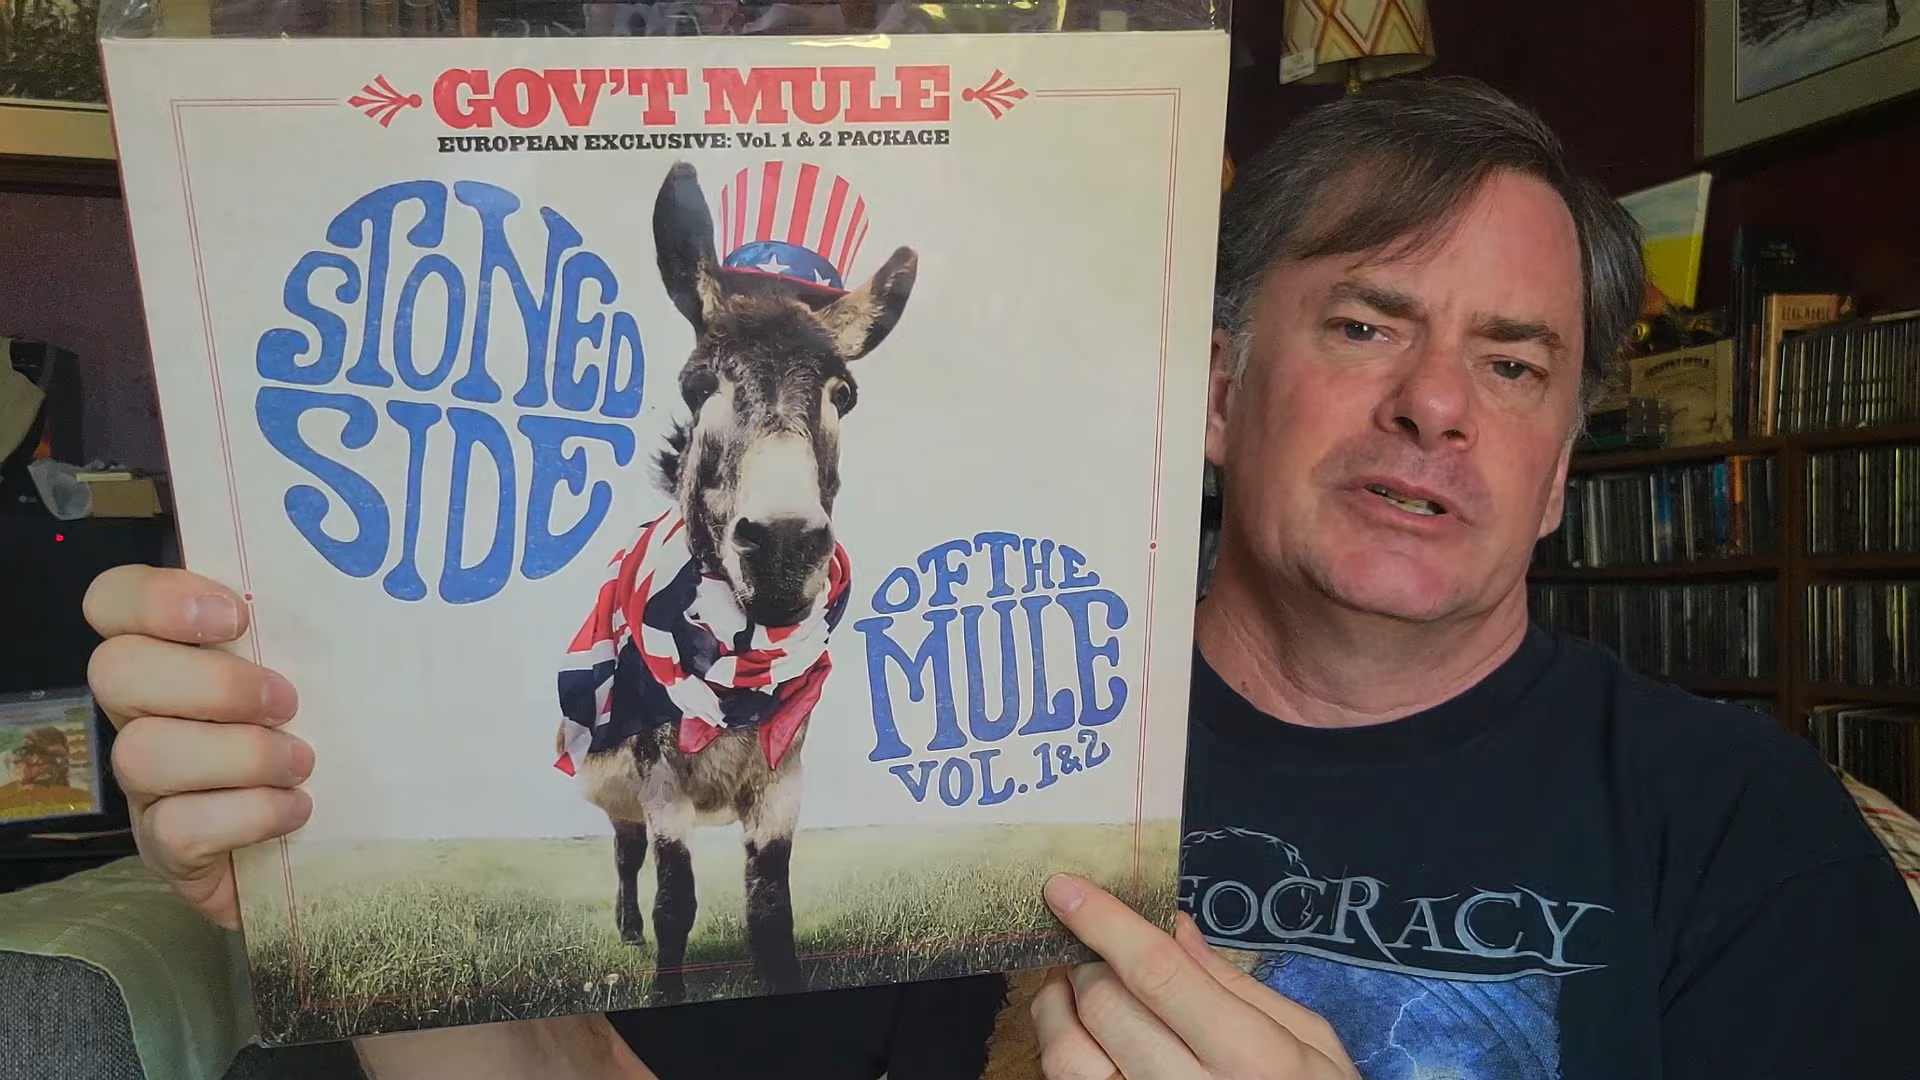 GOV'T MULE
EUROPEAN EXCLUSIVE: Vol. 1 & 2 PACKAGE
STONED
SIDE
OF THE
MULE
VOL. 1&2
EOCRACY